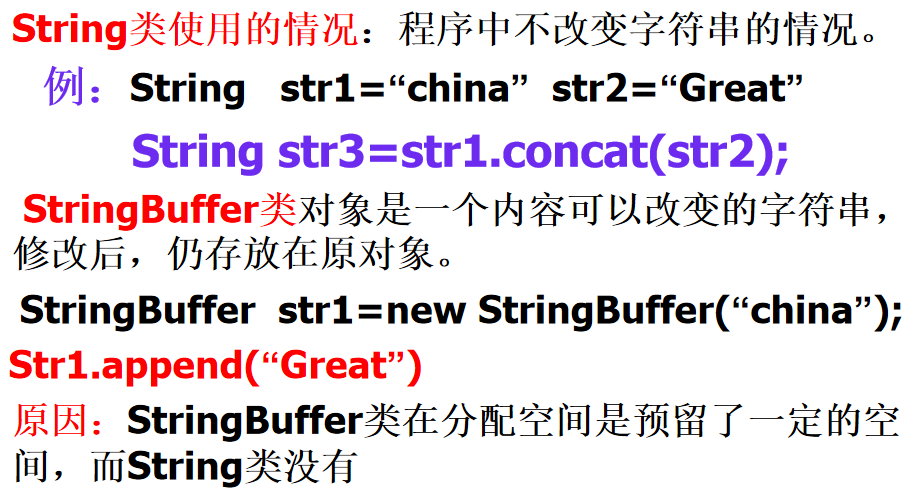 String类使用的情况：程序中不改变字符串的情况。
例：String str1=“china” str2=“Great”
String str3=str1.concat(str2);
StringBuffer类对象是一个内容可以改变的字符串，
修改后，仍存放在原对象。
StringBuffer str1=new StringBuffer(“china”);
Str1.append(“Great”)
原因：StringBuffer类在分配空间是预留了一定的空
间，而String类没有